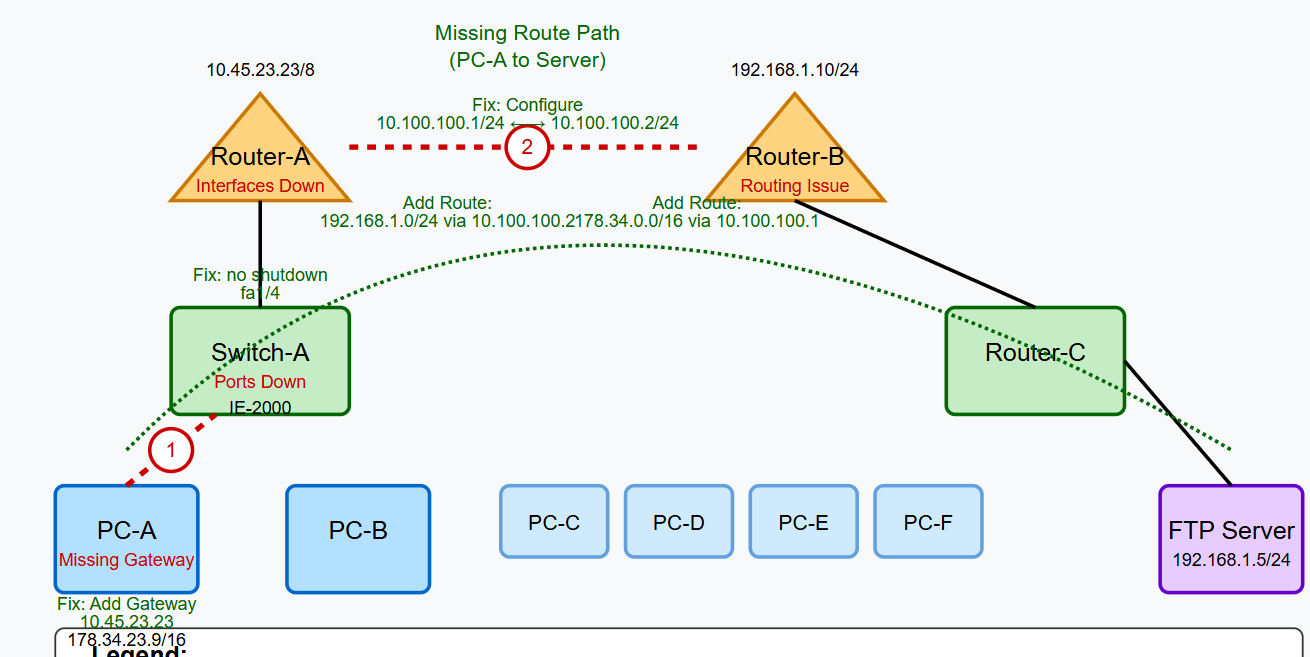 Missing Route Path
(PC-A to Server)
10.45.23.23/8
192.168.1.10/24
Fix: Configure
10.100.100.1/24 ⟷ 10.100.100.2/24
2
Router-A
Interfaces Down
Router-B
Routing Issue
Add Route:
192.168.1.0/24 via 10.100.100.2
Add Route:
178.34.0.0/16 via 10.100.100.1
Fix: no shutdown
fa1/4
Switch-A
Ports Down
IE-2000
Router-C
1
PC-A
Missing Gateway
PC-B
PC-C
PC-D
PC-E
PC-F
FTP Server
192.168.1.5/24
Fix: Add Gateway
10.45.23.23
178.34.23.9/16
Legend: